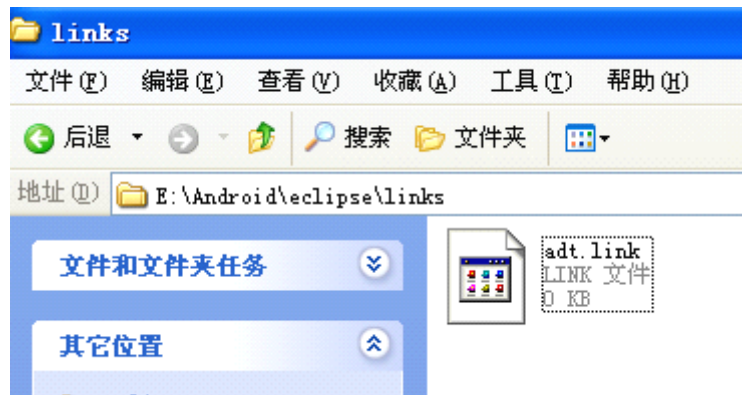 links
文件(F) 编辑(E) 查看(V) 收藏(A) 工具(T) 帮助(H)
后退 搜索 文件夹
地址(D) E:\Android\eclipse\links
文件和文件夹任务
adt.link
LINK 文件
0 KB
其它位置